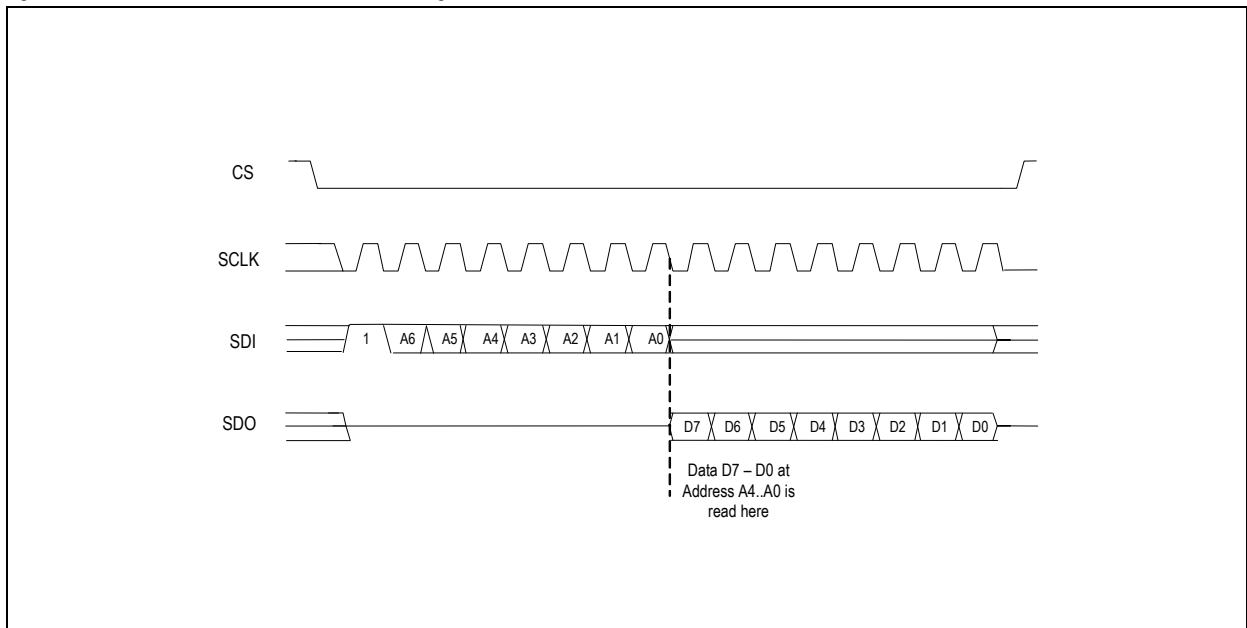 CS
SCLK
SDI
1 A6 A5 A4 A3 A2 A1 A0
SDO
D7 D6 D5 D4 D3 D2 D1 D0
Data D7 – D0 at
Address A4..A0 is
read here